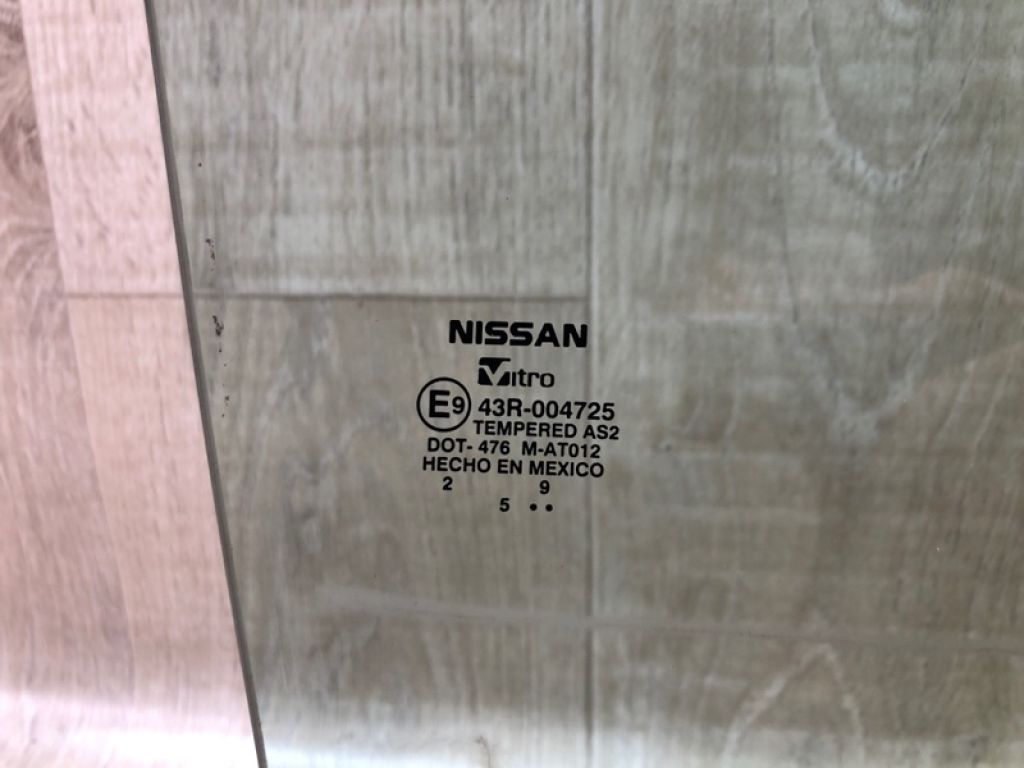 NISSAN
Vitro
E9 43R-004725
TEMPERED AS2
DOT- 476 M-AT012
HECHO EN MEXICO
2 9
5 ••